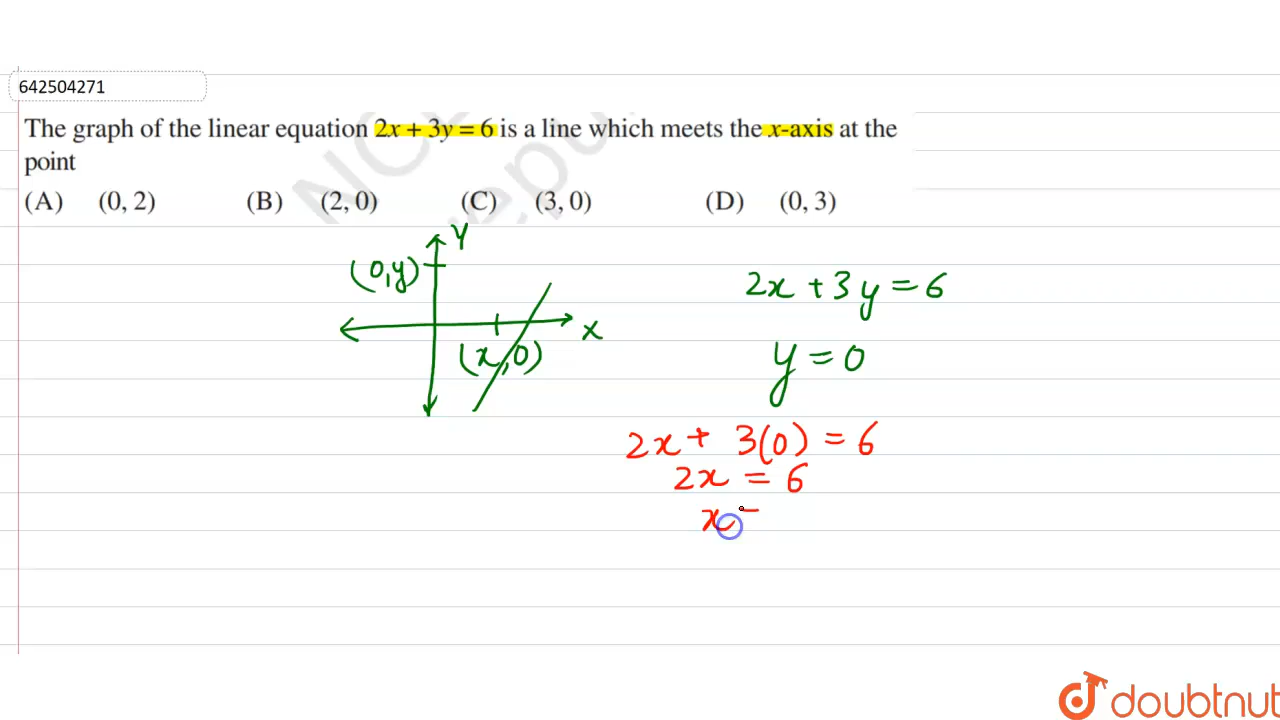 642504271
The graph of the linear equation 2x + 3y = 6 is a line which meets the x-axis at the
point
(A) (0, 2) (B) (2, 0) (C) (3, 0) (D) (0, 3)
Y
(0,y)
X
(x,0)
2x + 3y = 6
y = 0
2x + 3(0) = 6
2x = 6
x
doubtnut